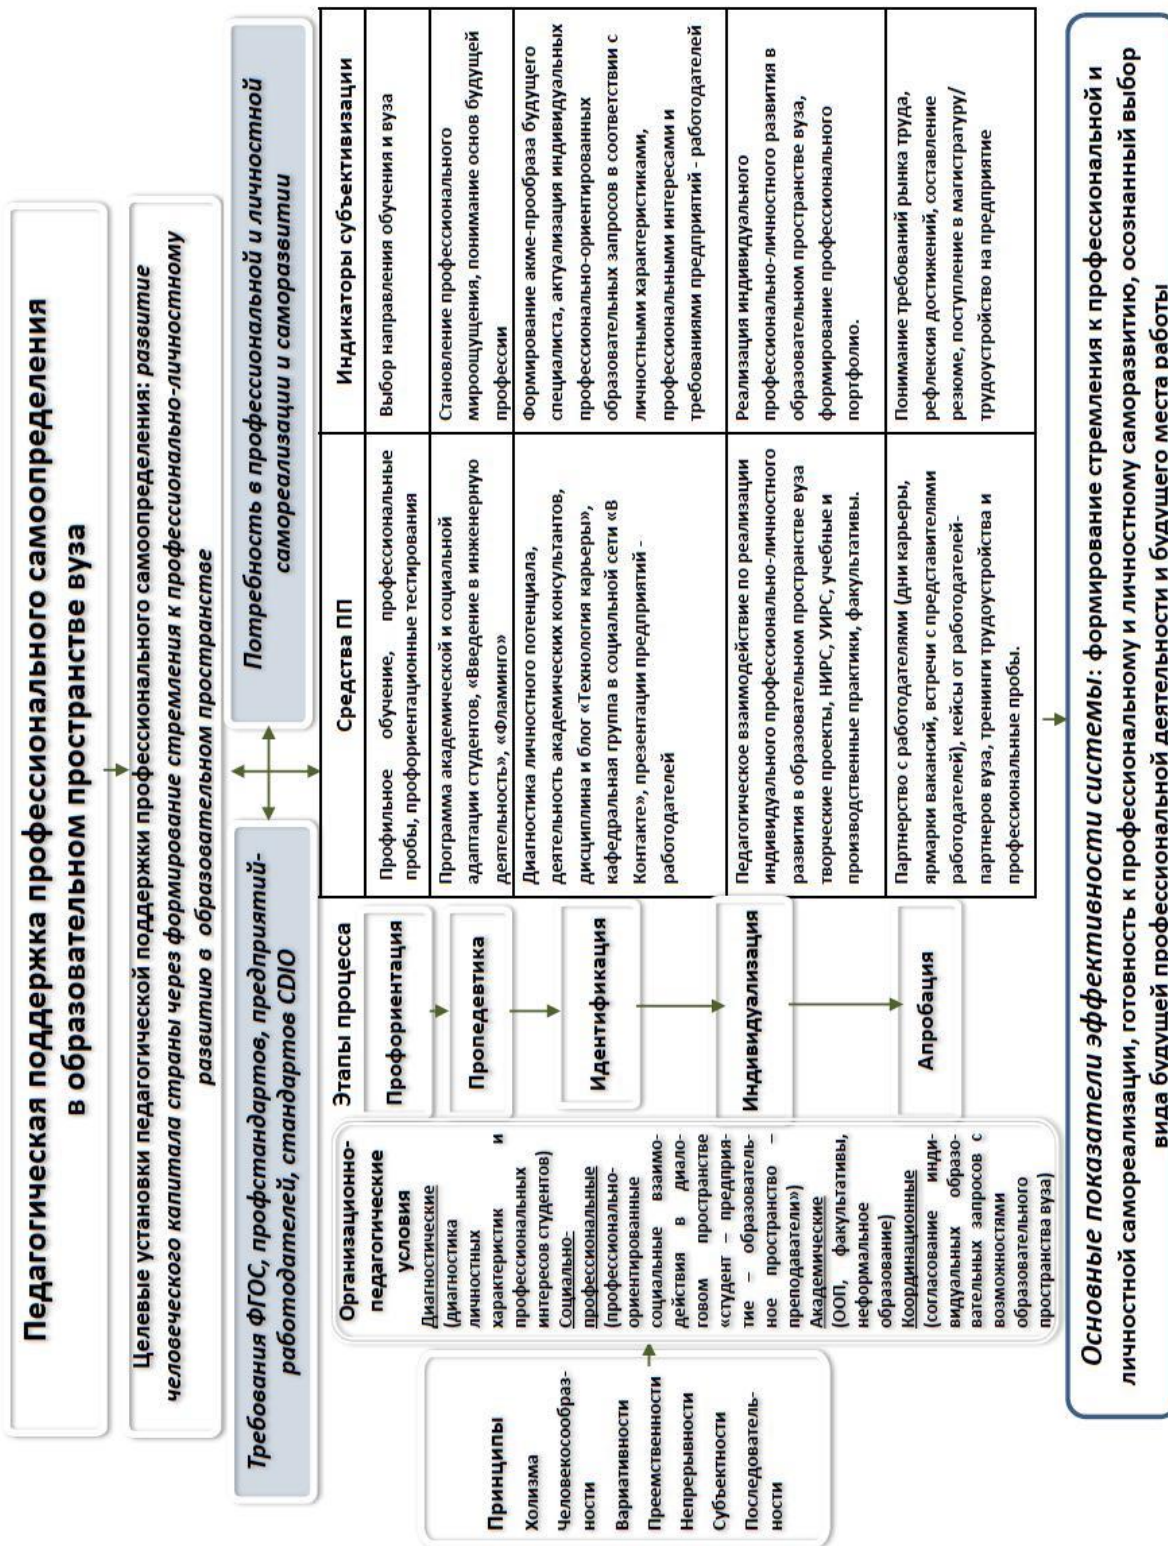 Педагогическая поддержка профессионального самоопределения
в образовательном пространстве вуза
Целевые установки педагогической поддержки профессионального самоопределения: развитие
человеческого капитала страны через формирование стремления к профессионально-личностному
развитию в образовательном пространстве
Требования ФГОС, профстандартов, предприятий-
работодателей, стандартов CDIO
Потребность в профессиональной и личностной
самореализации и саморазвитии
Принципы
Холизма
Человекосообраз-
ности
Вариативности
Преемственности
Непрерывности
Субъектности
Последователь-
ности
Организационно-
педагогические
условия
Диагностические
(диагностика
личностных
характеристик и
профессиональных
интересов студентов)
Социально-
профессиональные
(профессионально-
ориентированные
социальные взаимо-
действия в диало-
говом пространстве
«студент – предприя-
тие – образователь-
ное пространство –
преподаватели»)
Академические
(ООП, факультативы,
неформальное
образование)
Координационные
(согласование инди-
видуальных образо-
вательных запросов с
возможностями
образовательного
пространства вуза)
Этапы процесса
Профориентация
Пропедевтика
Идентификация
Индивидуализация
Апробация
Средства ПП
Индикаторы субъективизации
Профильное обучение, профессиональные
пробы, профориентационные тестирования
Выбор направления обучения и вуза
Программа академической и социальной
адаптации студентов, «Введение в инженерную
деятельность», «Фламинго»
Становление профессионального
мироощущения, понимание основ будущей
профессии
Диагностика личностного потенциала,
деятельность академических консультантов,
дисциплина и блог «Технология карьеры»,
кафедральная группа в социальной сети «В
Контакте», презентации предприятий -
работодателей
Формирование акме-прообраза будущего
специалиста, актуализация индивидуальных
профессионально-ориентированных
образовательных запросов в соответствии с
личностными характеристиками,
профессиональными интересами и
требованиями предприятий - работодателей
Педагогическое взаимодействие по реализации
индивидуального профессионально-личностного
развития в образовательном пространстве вуза
творческие проекты, НИРС, УИРС, учебные и
производственные практики, факультативы.
Реализация индивидуального
профессионально-личного развития в
образовательном пространстве вуза,
формирование профессионального
портфолио.
Партнерство с работодателями (дни карьеры,
ярмарки вакансий, встречи с представителями
работодателей), кейсы от работодателей-
партнеров вуза, тренинги трудоустройства и
профессиональные пробы.
Понимание требований рынка труда,
рефлексия достижений, составление
резюме, поступление в магистратуру/
трудоустройство на предприятие
Основные показатели эффективности системы: формирование стремления к профессиональной и
личностной самореализации, готовность к профессиональному и личностному саморазвитию, осознанный выбор
вида будущей профессиональной деятельности и будущего места работы